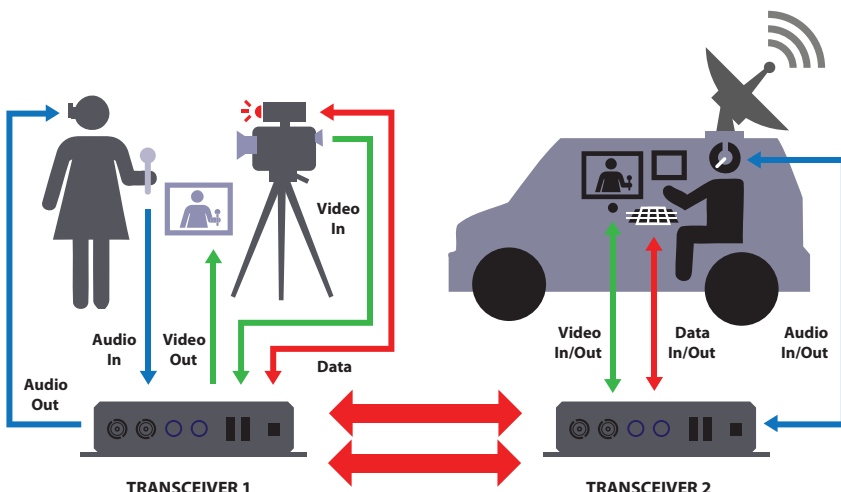 Video
In
Audio
In
Video
Out
Data
Audio
Out
Video
In/Out
Data
In/Out
Audio
In/Out
TRANSCEIVER 1
TRANSCEIVER 2